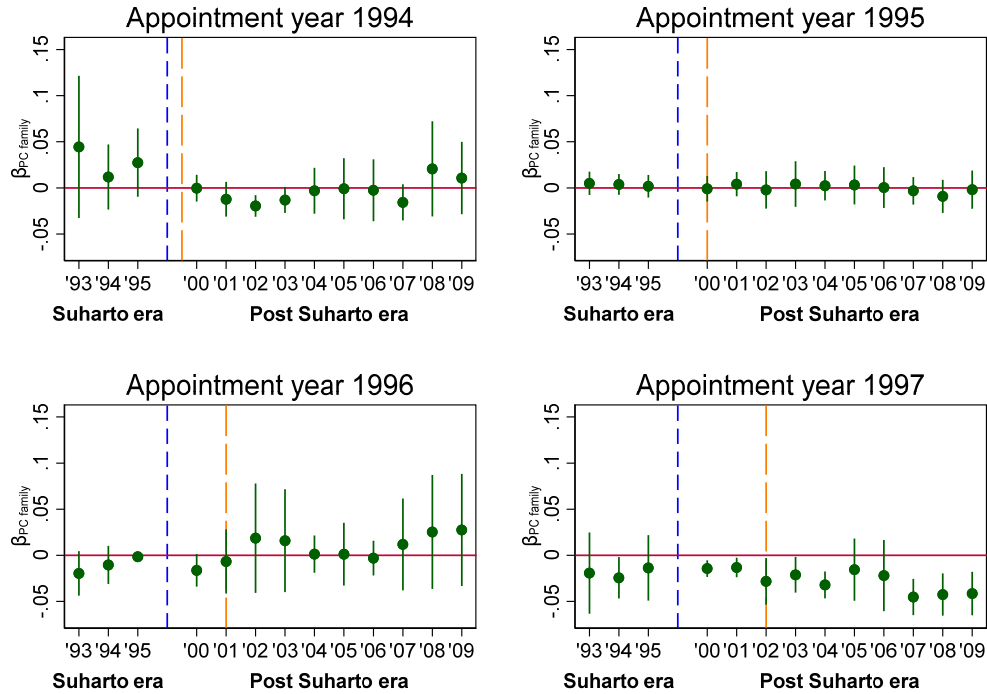 Appointment year 1994
.15
.1
.05
0
-.05
βPC family
'93 '94 '95 '00 '01 '02 '03 '04 '05 '06 '07 '08 '09
Suharto era Post Suharto era
Appointment year 1995
.15
.1
.05
0
-.05
βPC family
'93 '94 '95 '00 '01 '02 '03 '04 '05 '06 '07 '08 '09
Suharto era Post Suharto era
Appointment year 1996
.15
.1
.05
0
-.05
βPC family
'93 '94 '95 '00 '01 '02 '03 '04 '05 '06 '07 '08 '09
Suharto era Post Suharto era
Appointment year 1997
.15
.1
.05
0
-.05
βPC family
'93 '94 '95 '00 '01 '02 '03 '04 '05 '06 '07 '08 '09
Suharto era Post Suharto era